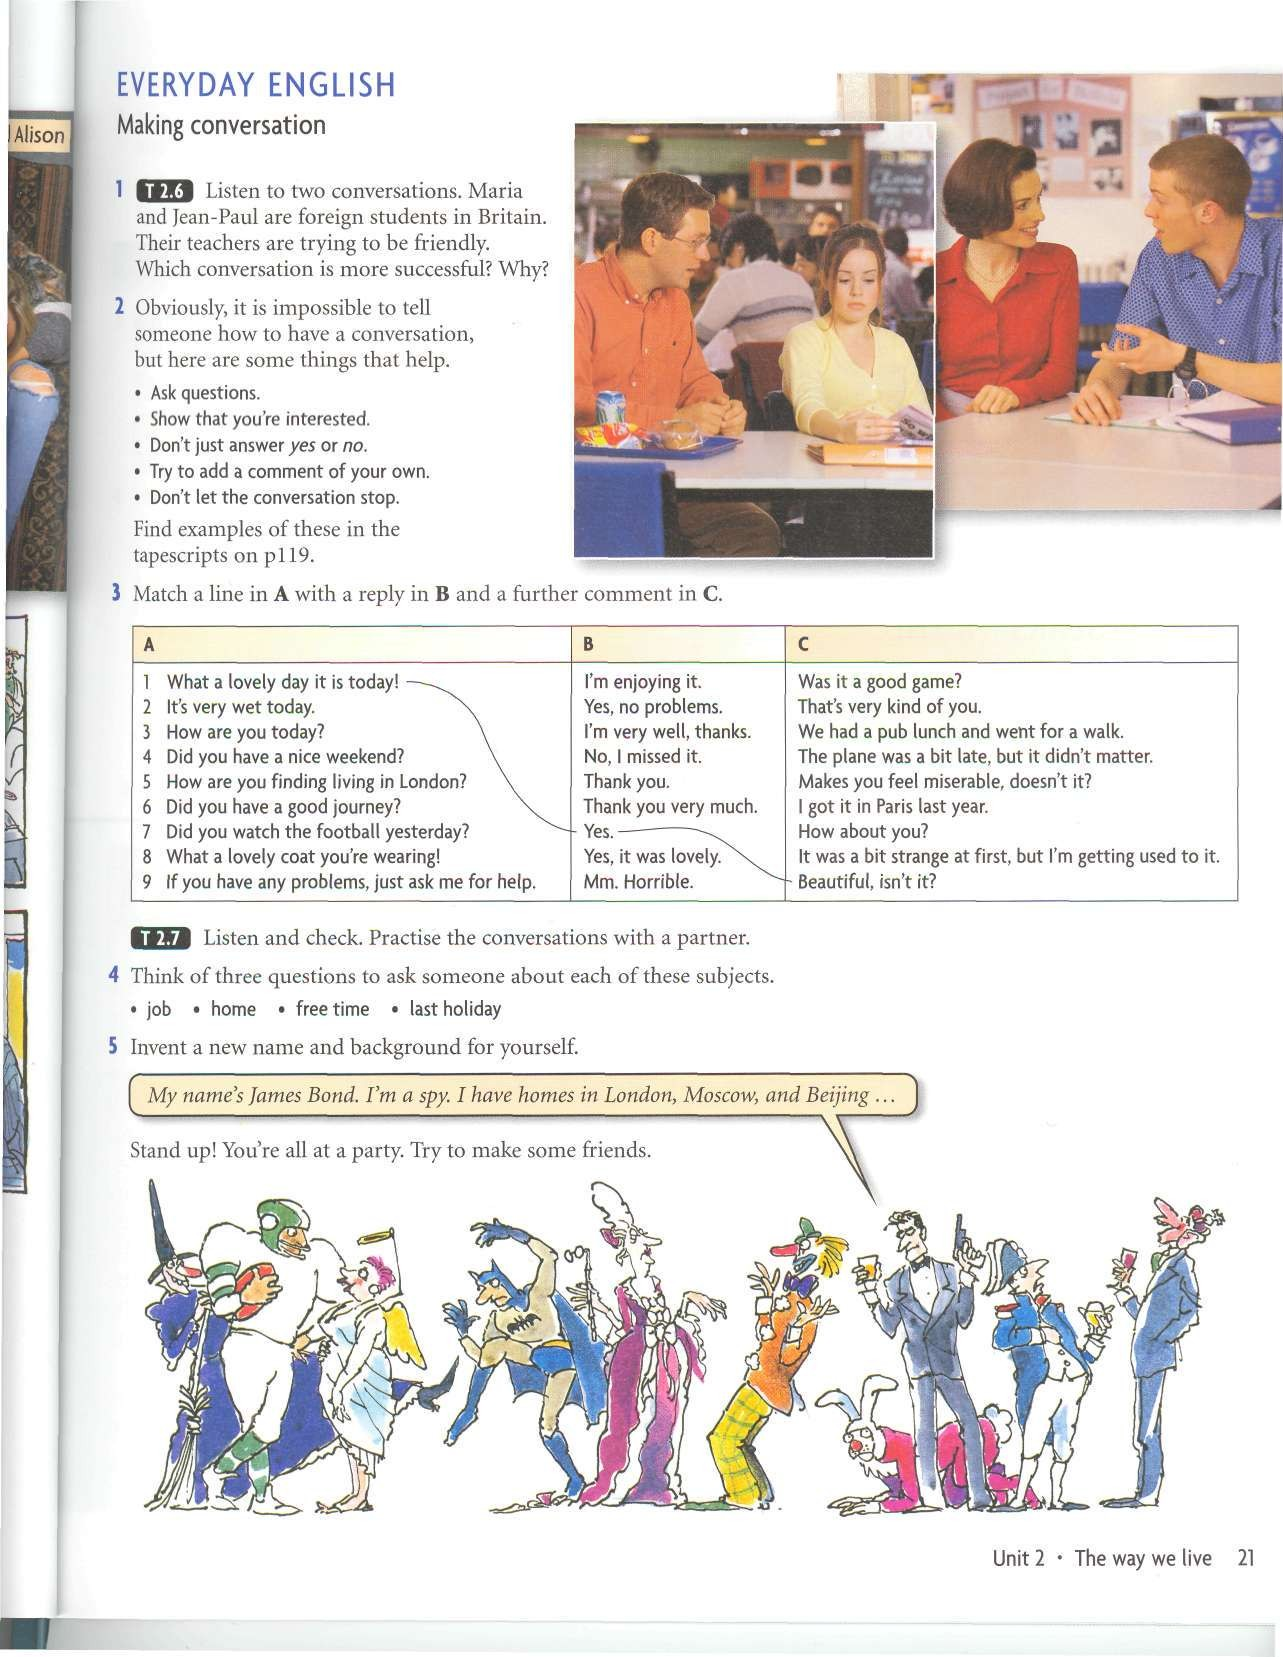 Alison
EVERYDAY ENGLISH
Making conversation
1 T 2.6 Listen to two conversations. Maria
and Jean-Paul are foreign students in Britain.
Their teachers are trying to be friendly.
Which conversation is more successful? Why?
2 Obviously, it is impossible to tell
someone how to have a conversation,
but here are some things that help.
• Ask questions.
• Show that you're interested.
• Don't just answer yes or no.
• Try to add a comment of your own.
• Don't let the conversation stop.
Find examples of these in the
tapescripts on p119.
3 Match a line in A with a reply in B and a further comment in C.
A B C
1 What a lovely day it is today! I'm enjoying it. Was it a good game?
2 It's very wet today. Yes, no problems. That's very kind of you.
3 How are you today? I'm very well, thanks. We had a pub lunch and went for a walk.
4 Did you have a nice weekend? No, I missed it. The plane was a bit late, but it didn't matter.
5 How are you finding living in London? Thank you. Makes you feel miserable, doesn't it?
6 Did you have a good journey? Thank you very much. I got it in Paris last year.
7 Did you watch the football yesterday? Yes. How about you?
8 What a lovely coat you're wearing! Yes, it was lovely. It was a bit strange at first, but I'm getting used to it.
9 If you have any problems, just ask me for help. Mm. Horrible. Beautiful, isn't it?
T 2.7 Listen and check. Practise the conversations with a partner.
4 Think of three questions to ask someone about each of these subjects.
• job • home • free time • last holiday
5 Invent a new name and background for yourself.
My name's James Bond. I'm a spy. I have homes in London, Moscow, and Beijing ...
Stand up! You're all at a party. Try to make some friends.
Unit 2 • The way we live 21